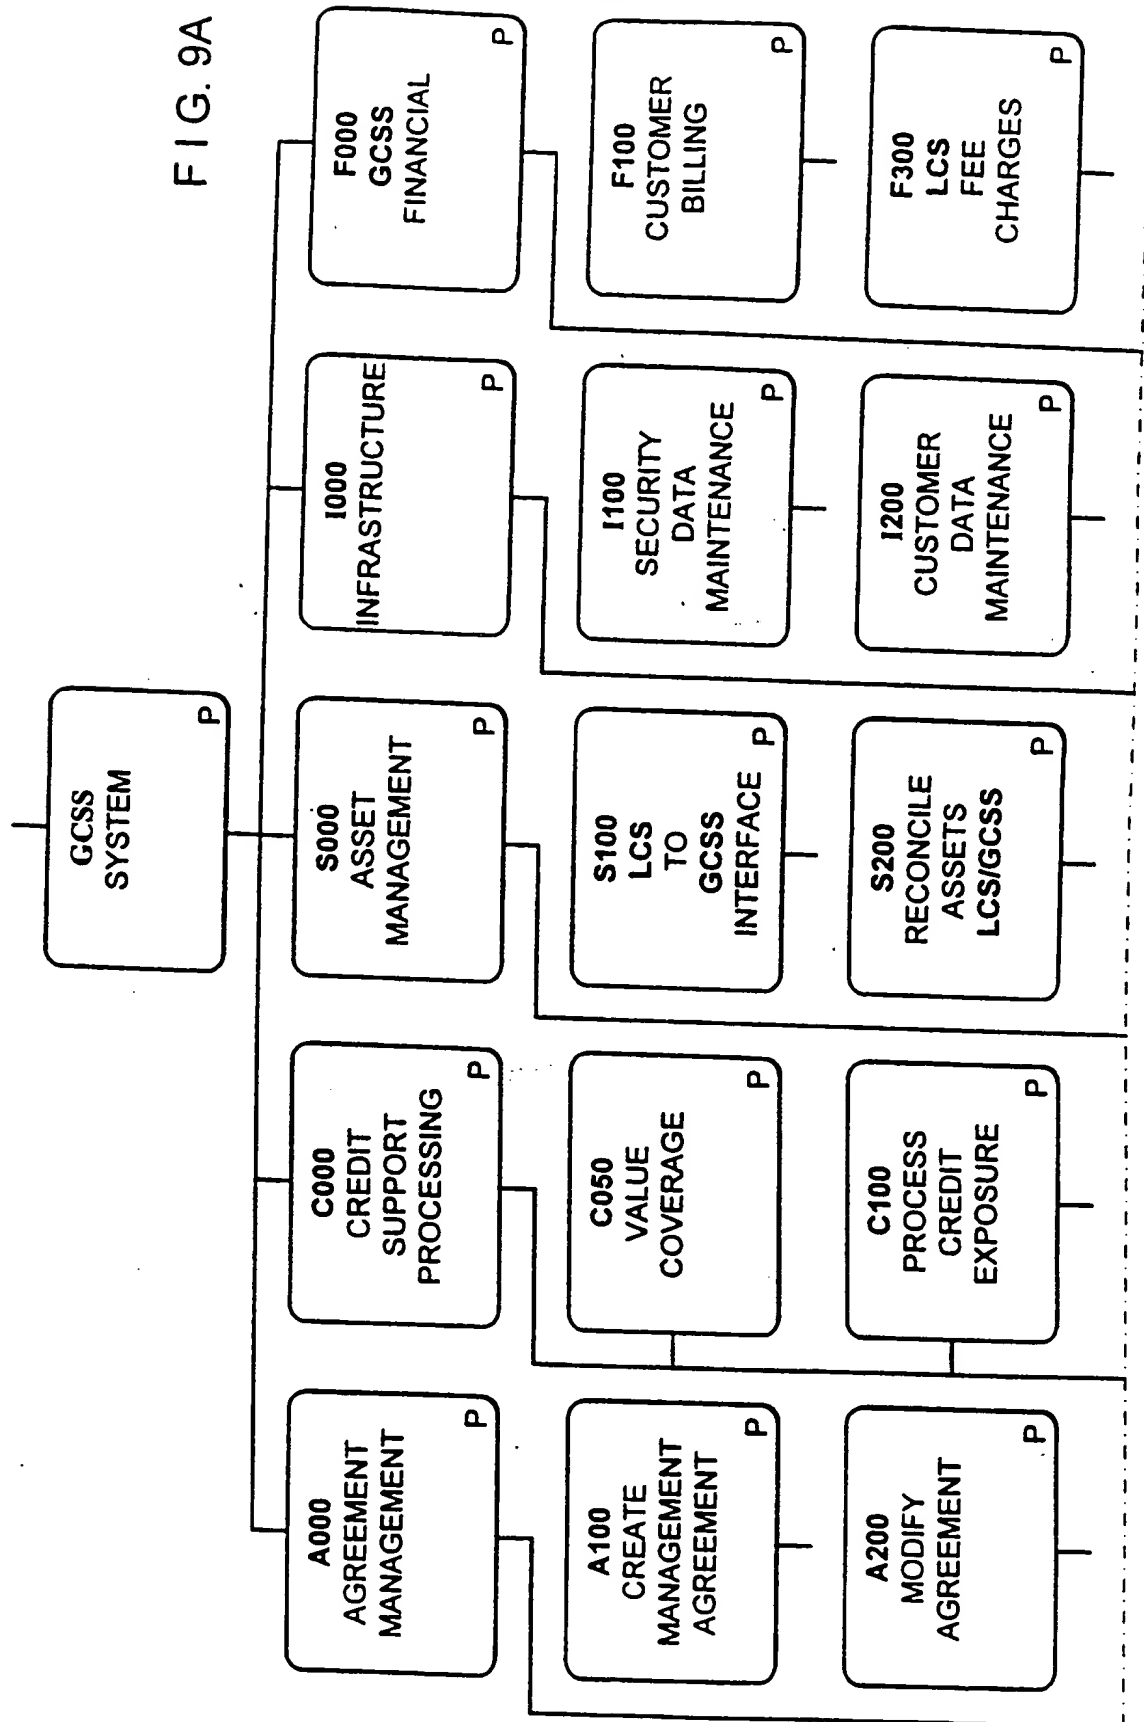 FIG. 9A
GCSS
SYSTEM
P
A000
AGREEMENT
MANAGEMENT
P
C000
CREDIT
SUPPORT
PROCESSING
P
S000
ASSET
MANAGEMENT
P
I000
INFRASTRUCTURE
P
F000
GCSS
FINANCIAL
P
A100
CREATE
MANAGEMENT
AGREEMENT
P
C050
VALUE
COVERAGE
P
S100
LCS
TO
GCSS
INTERFACE
P
I100
SECURITY
DATA
MAINTENANCE
P
F100
CUSTOMER
BILLING
P
A200
MODIFY
AGREEMENT
P
C100
PROCESS
CREDIT
EXPOSURE
P
S200
RECONCILE
ASSETS
LCS/GCSS
P
I200
CUSTOMER
DATA
MAINTENANCE
P
F300
LCS
FEE
CHARGES
P